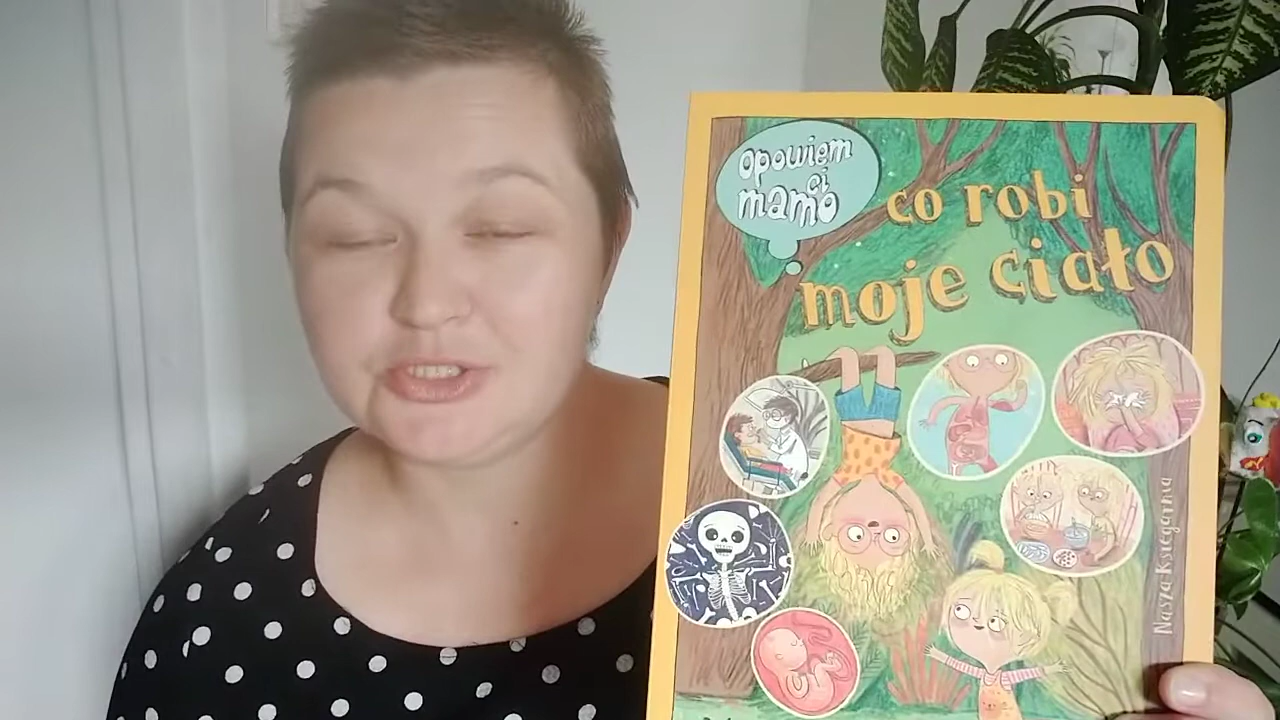 opowiem
ci
mamo
co robi
moje ciało
Nasza Księgarnia